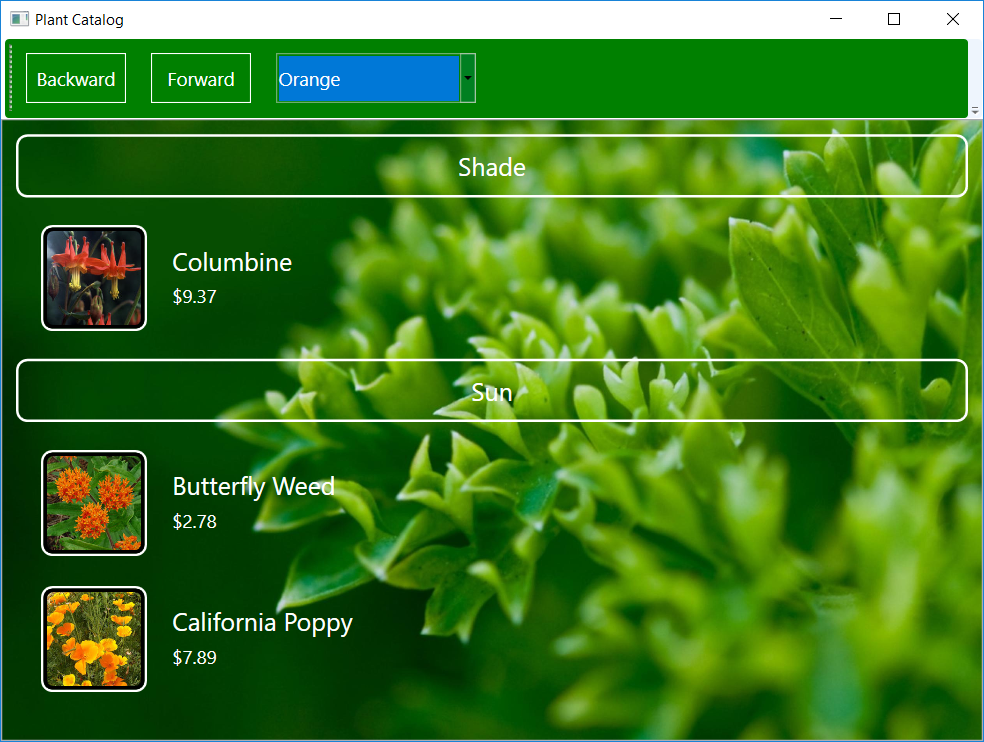 Plant Catalog
Backward
Forward
Orange
Shade
Columbine
$9.37
Sun
Butterfly Weed
$2.78
California Poppy
$7.89